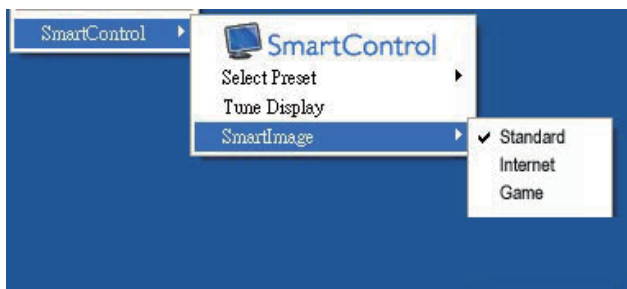 SmartControl
SmartControl
Select Preset
Tune Display
SmartImage
Standard
Internet
Game